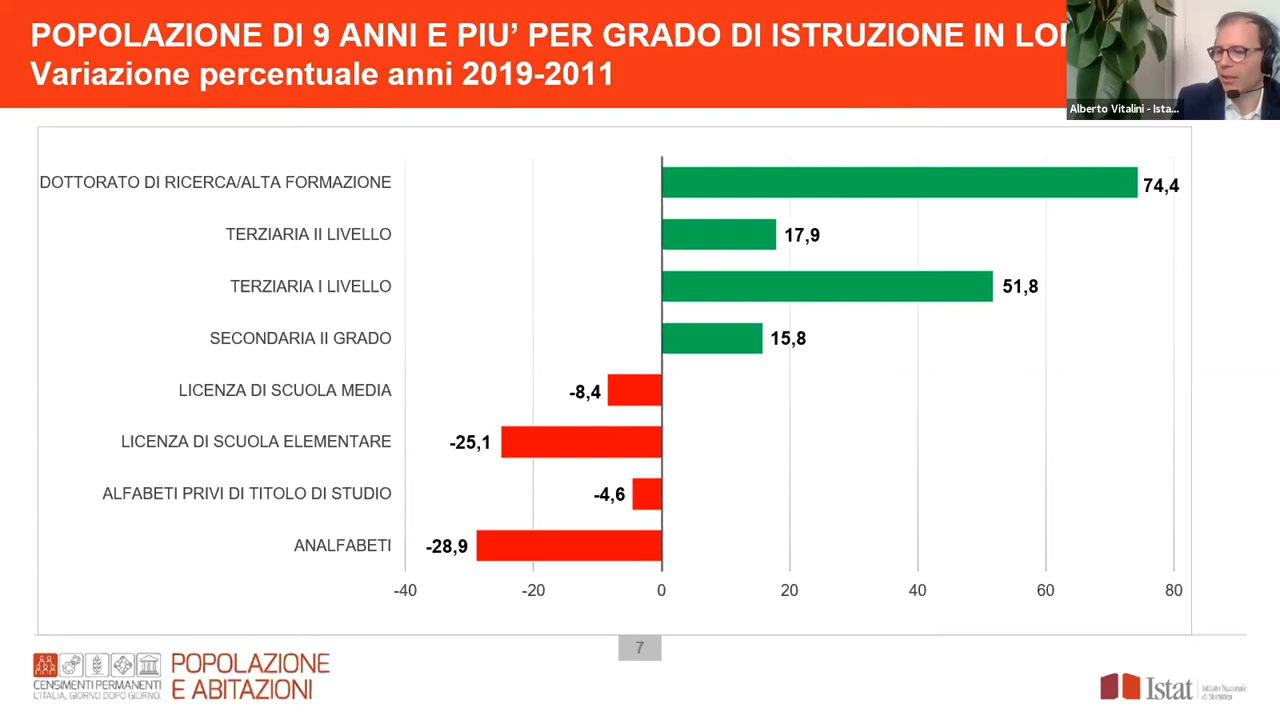 POPOLAZIONE DI 9 ANNI E PIU’ PER GRADO DI ISTRUZIONE IN
Variazione percentuale anni 2019-2011
Alberto Vitalini - Ista...
DOTTORATO DI RICERCA/ALTA FORMAZIONE
74,4
TERZIARIA II LIVELLO
17,9
TERZIARIA I LIVELLO
51,8
SECONDARIA II GRADO
15,8
LICENZA DI SCUOLA MEDIA
-8,4
LICENZA DI SCUOLA ELEMENTARE
-25,1
ALFABETI PRIVI DI TITOLO DI STUDIO
-4,6
ANALFABETI
-28,9
-40 -20 0 20 40 60 80
7
CENSIMENTI PERMANENTI
L'ITALIA, GIORNO DOPO GIORNO.
POPOLAZIONE
E ABITAZIONI
Istat
Istituto Nazionale
di Statistica